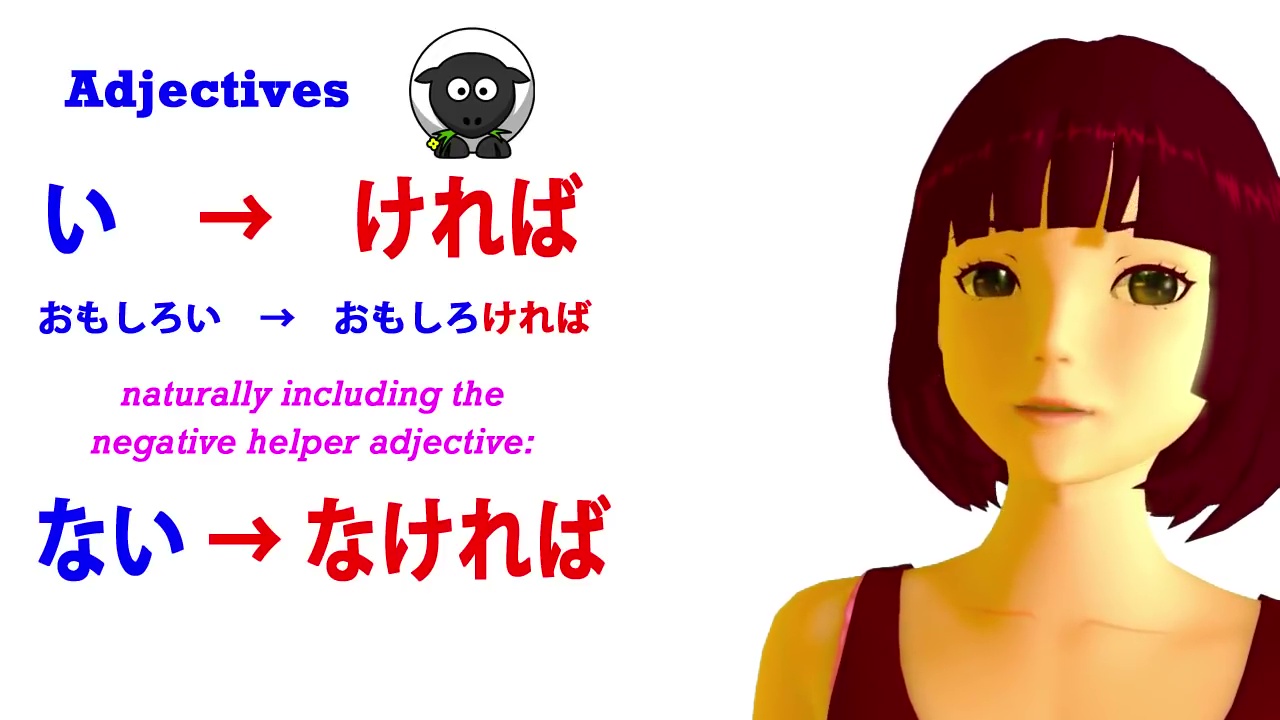 Adjectives
い → ければ
おもしろい → おもしろければ
naturally including the
negative helper adjective:
ない→なければ